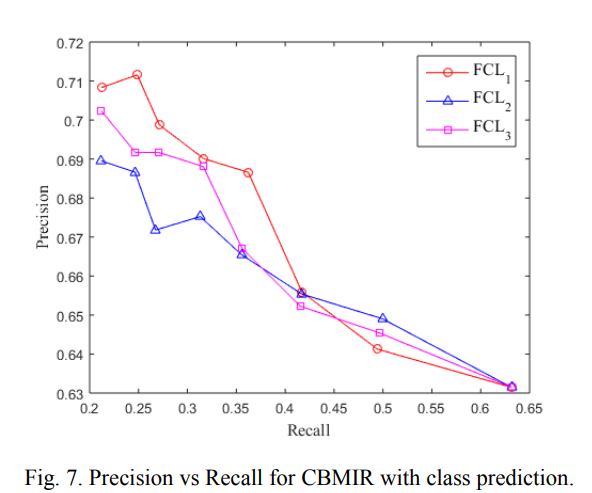 0.72
0.71
0.7
0.69
0.68
0.67
0.66
0.65
0.64
0.63
Precision
FCL1
FCL2
FCL3
0.2 0.25 0.3 0.35 0.4 0.45 0.5 0.55 0.6 0.65
Recall
Fig. 7. Precision vs Recall for CBMIR with class prediction.